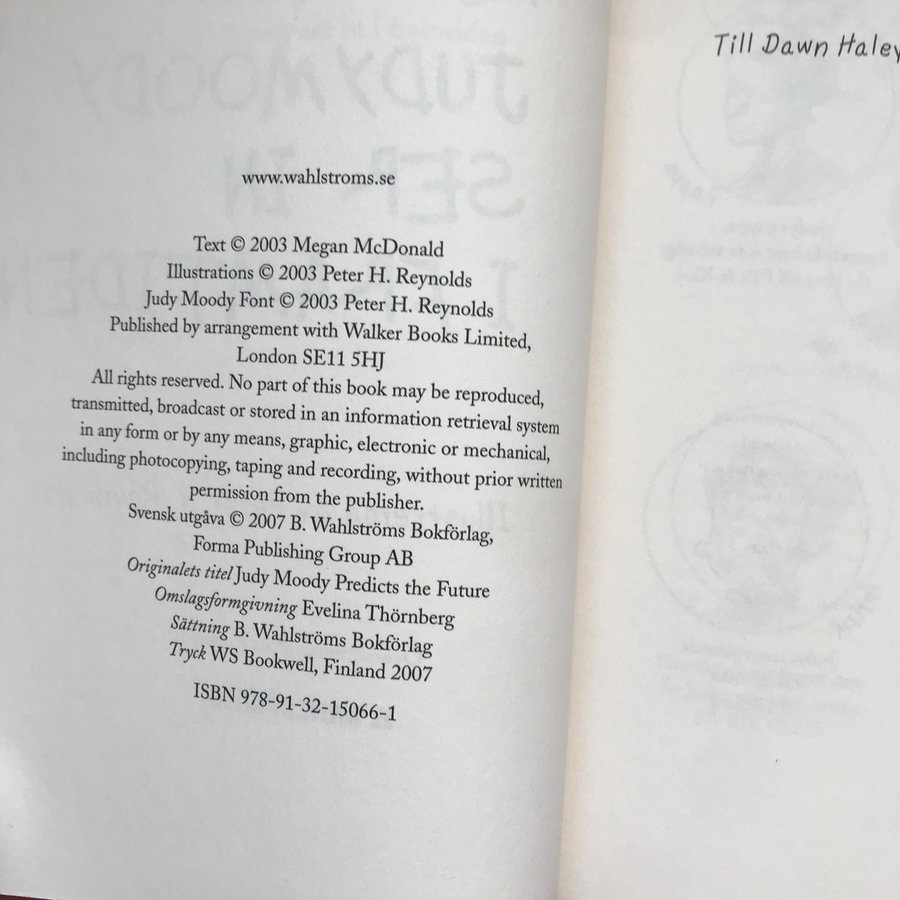 www.wahlstroms.se
Text © 2003 Megan McDonald
Illustrations © 2003 Peter H. Reynolds
Judy Moody Font © 2003 Peter H. Reynolds
Published by arrangement with Walker Books Limited,
London SE11 5HJ
All rights reserved. No part of this book may be reproduced,
transmitted, broadcast or stored in an information retrieval system
in any form or by any means, graphic, electronic or mechanical,
including photocopying, taping and recording, without prior written
permission from the publisher.
Svensk utgåva © 2007 B. Wahlströms Bokförlag,
Forma Publishing Group AB
Originalets titel Judy Moody Predicts the Future
Omslagsformgivning Evelina Thörnberg
Sättning B. Wahlströms Bokförlag
Tryck WS Bookwell, Finland 2007
ISBN 978-91-32-15066-1
Till Dawn Haley